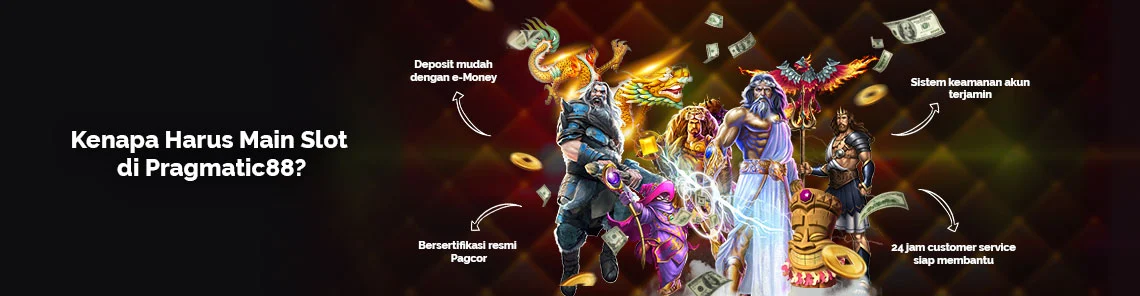 Kenapa Harus Main Slot
di Pragmatic88?
Deposit mudah
dengan e-Money
Sistem keamanan akun
terjamin
Bersertifikasi resmi
Pagcor
24 jam customer service
siap membantu